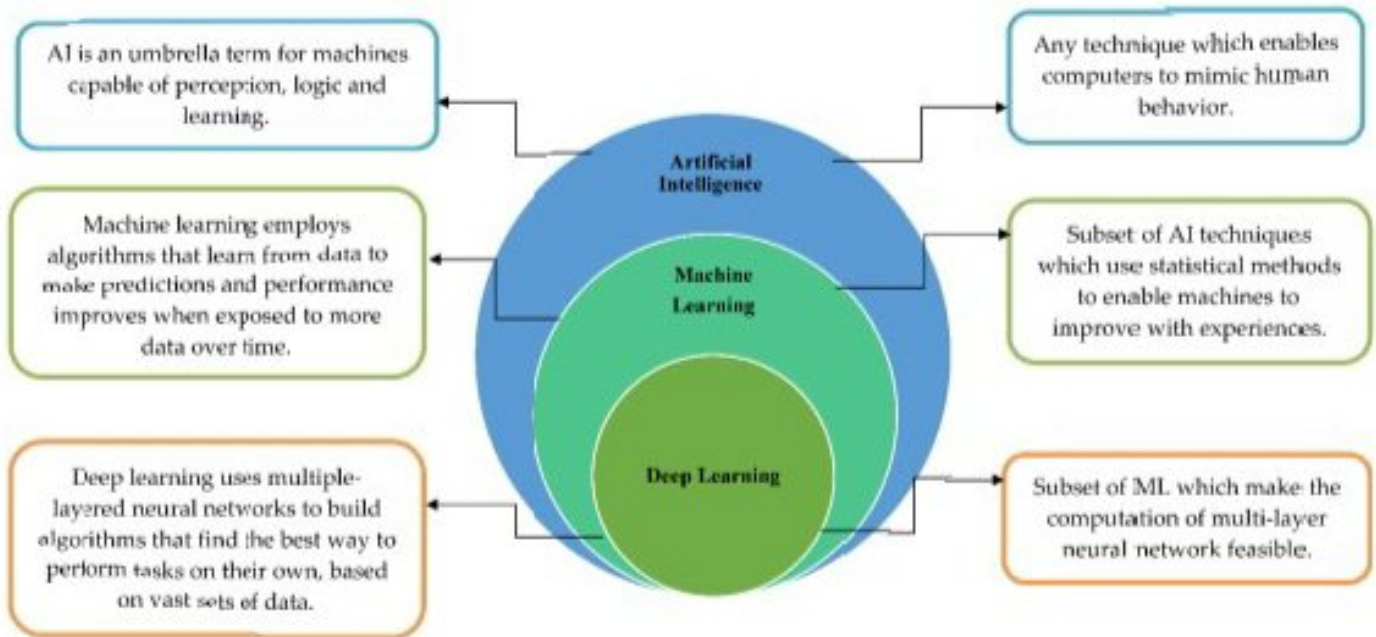 AI is an umbrella term for machines
capable of perception, logic and
learning.
Any technique which enables
computers to mimic human
behavior.
Artificial
Intelligence
Machine learning employs
algorithms that learn from data to
make predictions and performance
improves when exposed to more
data over time.
Machine
Learning
Subset of AI techniques
which use statistical methods
to enable machines to
improve with experiences.
Deep learning uses multiple-
layered neural networks to build
algorithms that find the best way to
perform tasks on their own, based
on vast sets of data.
Deep Learning
Subset of ML which make the
computation of multi-layer
neural network feasible.